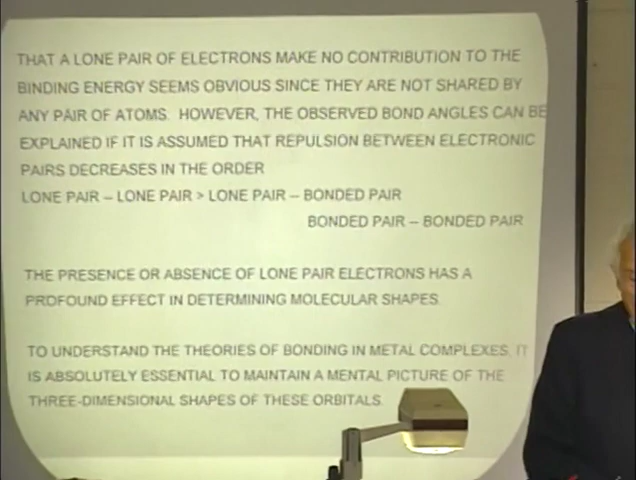 THAT A LONE PAIR OF ELECTRONS MAKE NO CONTRIBUTION TO THE
BINDING ENERGY SEEMS OBVIOUS SINCE THEY ARE NOT SHARED BY
ANY PAIR OF ATOMS. HOWEVER, THE OBSERVED BOND ANGLES CAN BE
EXPLAINED IF IT IS ASSUMED THAT REPULSION BETWEEN ELECTRONIC
PAIRS DECREASES IN THE ORDER
LONE PAIR – LONE PAIR > LONE PAIR – BONDED PAIR
BONDED PAIR – BONDED PAIR
THE PRESENCE OR ABSENCE OF LONE PAIR ELECTRONS HAS A
PROFOUND EFFECT IN DETERMINING MOLECULAR SHAPES.
TO UNDERSTAND THE THEORIES OF BONDING IN METAL COMPLEXES, IT
IS ABSOLUTELY ESSENTIAL TO MAINTAIN A MENTAL PICTURE OF THE
THREE-DIMENSIONAL SHAPES OF THESE ORBITALS.